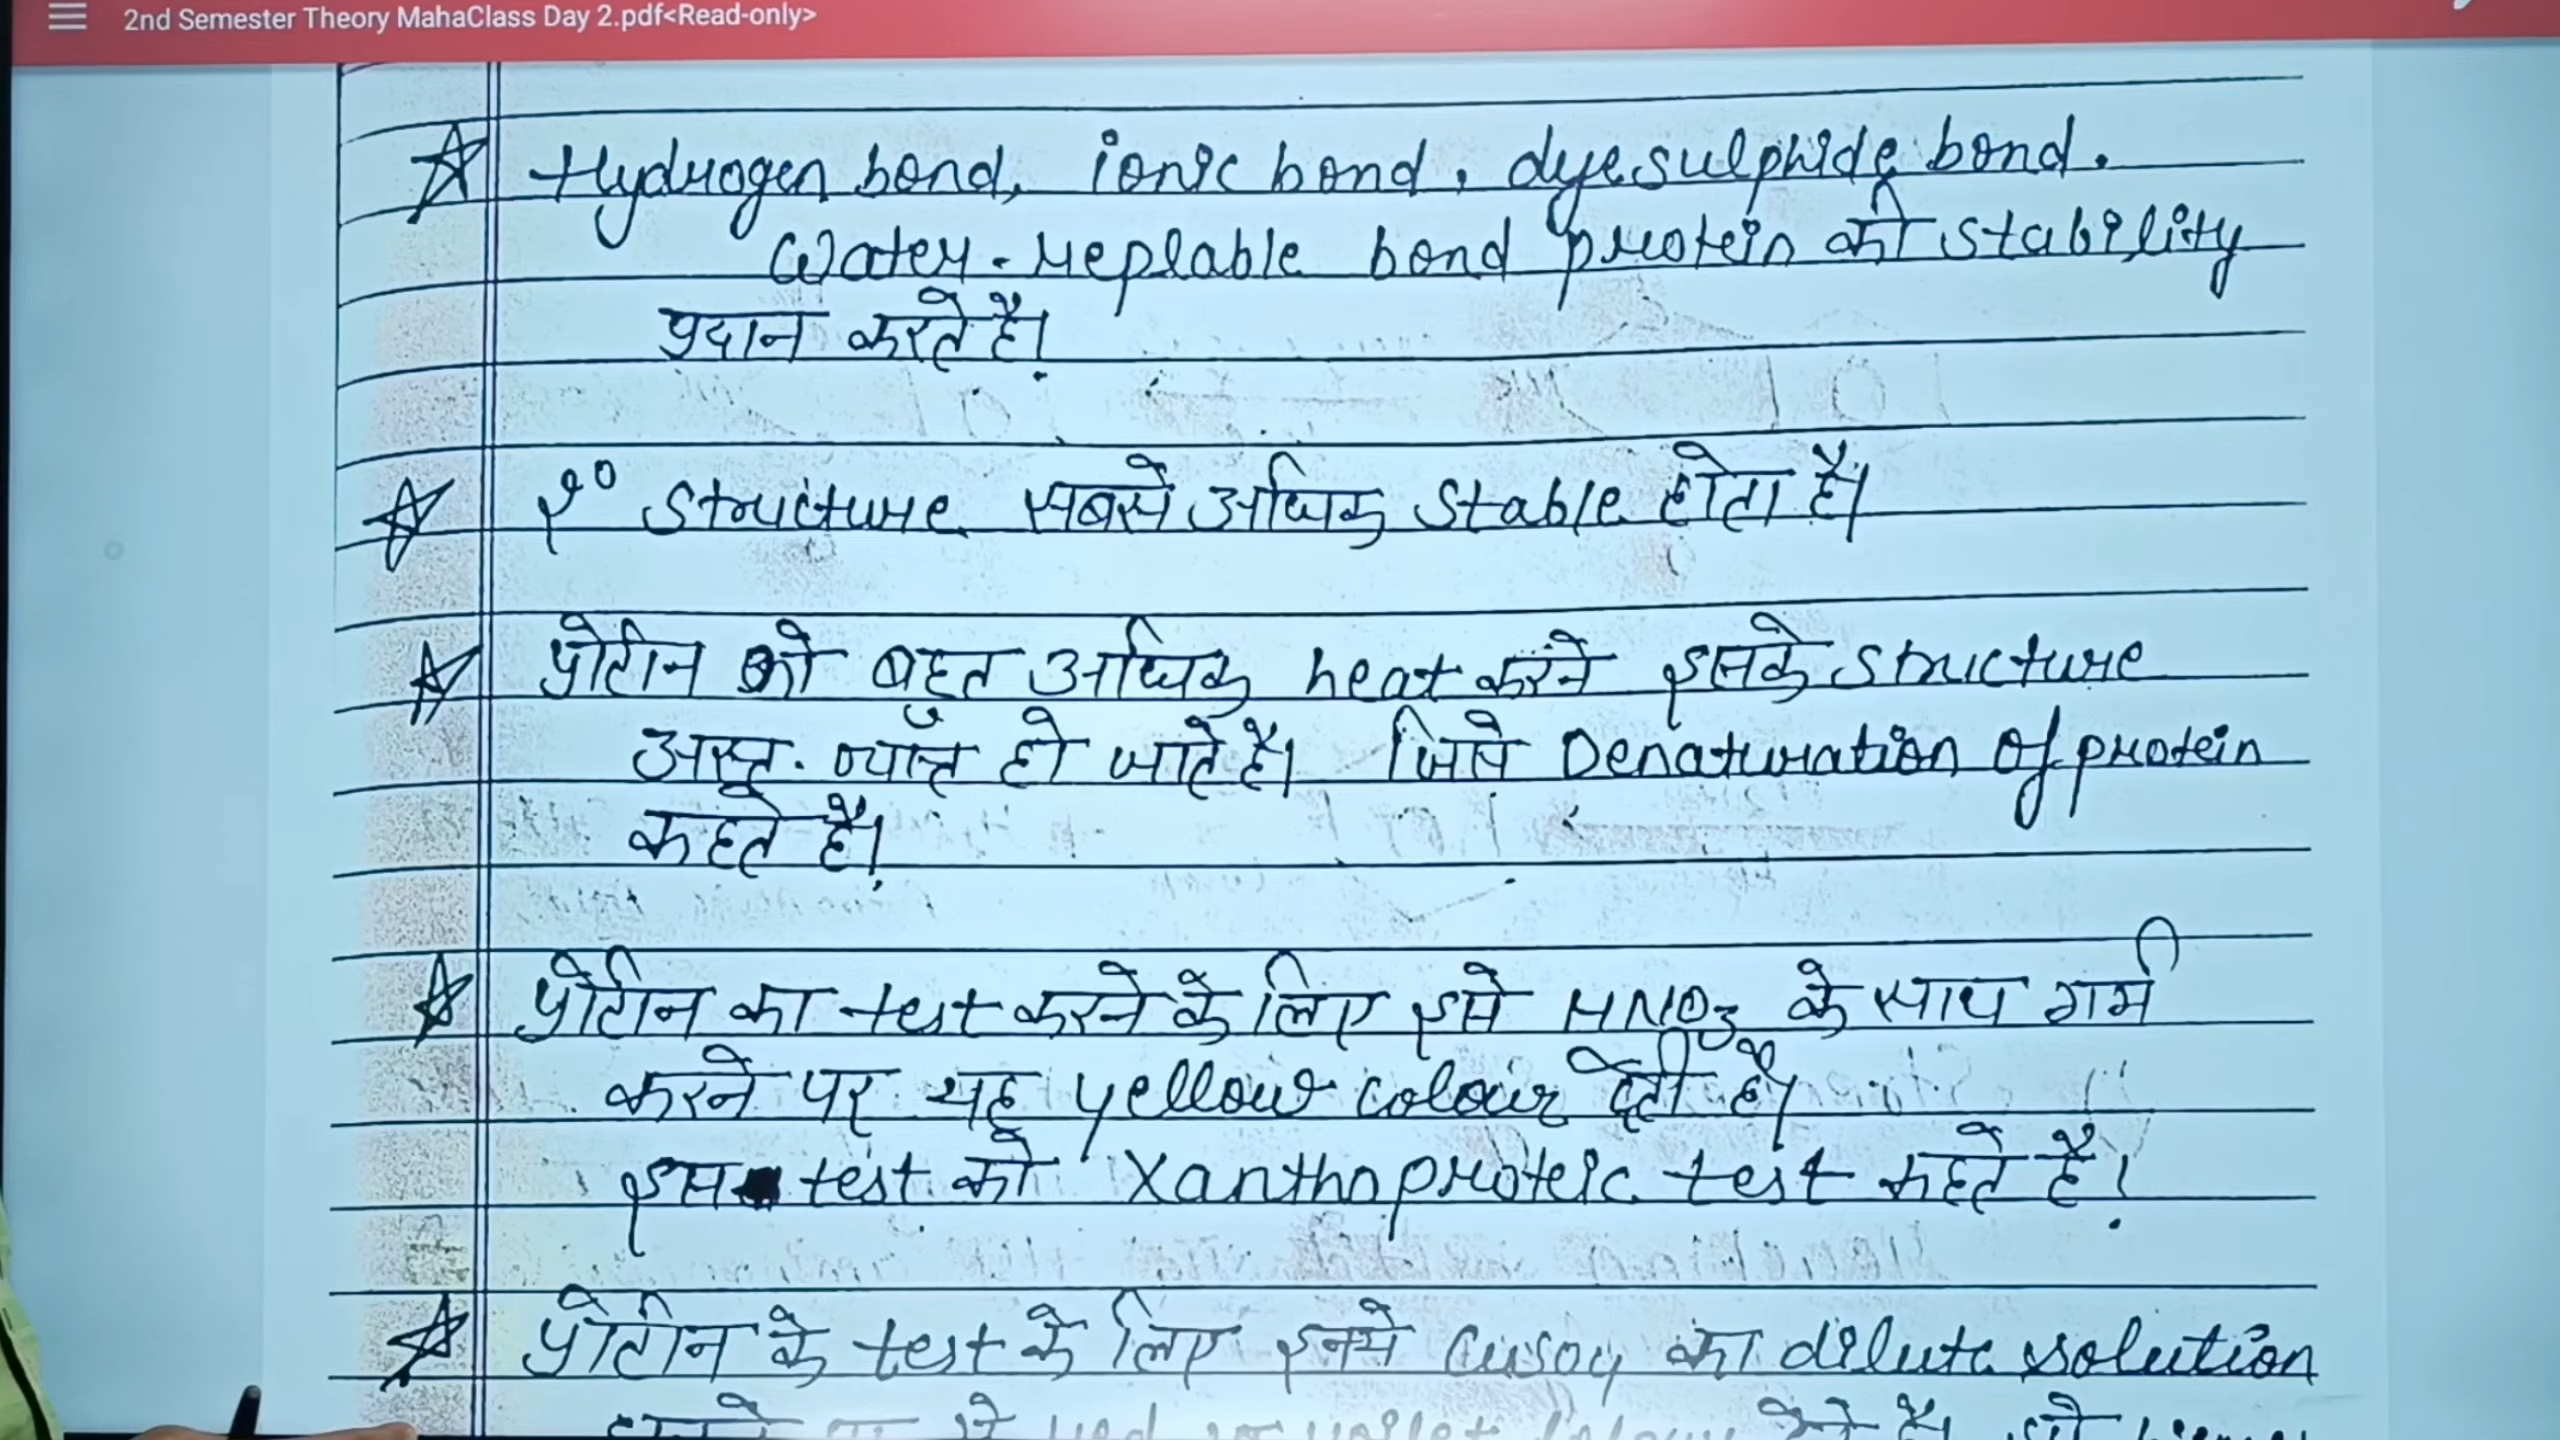 2nd Semester Theory MahaClass Day 2.pdf<Read-only>
Hydrogen bond, ionic bond, dyesulphide bond.
Water-replable bond protein को stability
प्रदान करते है।
२° structure सबसे अधिक stable होता है।
प्रोटीन को बहुत अधिक heat करने इसके structure
अस्त-व्यस्त हो जाते है। जिसे Denaturation of protein
कहते है।
प्रोटीन का test करने के लिए इसे HNO3 के साथ गर्म
करने पर यह yellow colour देती है।
इस test को Xanthoproteic test कहते है।
प्रोटीन के test के लिए इनमे CuSO4 का dilute solution